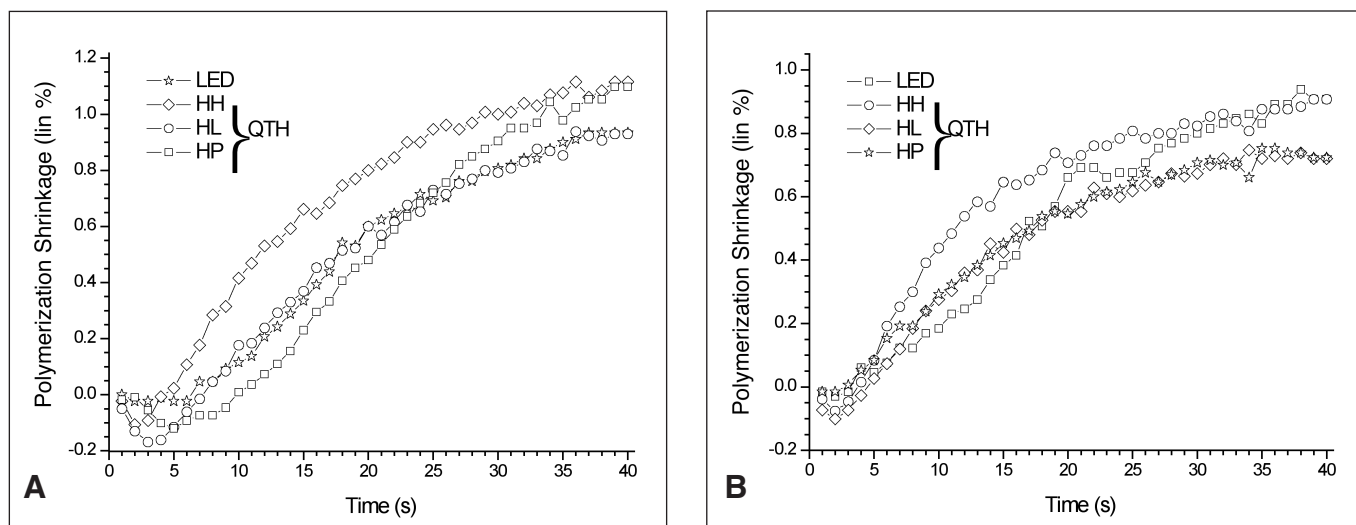 1.2
1.0
0.8
0.6
0.4
0.2
0.0
-0.2
Polymerization Shrinkage (lin %)
LED
HH
HL
HP
QTH
0 5 10 15 20 25 30 35 40
Time (s)
A
1.0
0.8
0.6
0.4
0.2
0.0
-0.2
Polymerization Shrinkage (lin %)
LED
HH
HL
HP
QTH
0 5 10 15 20 25 30 35 40
Time (s)
B